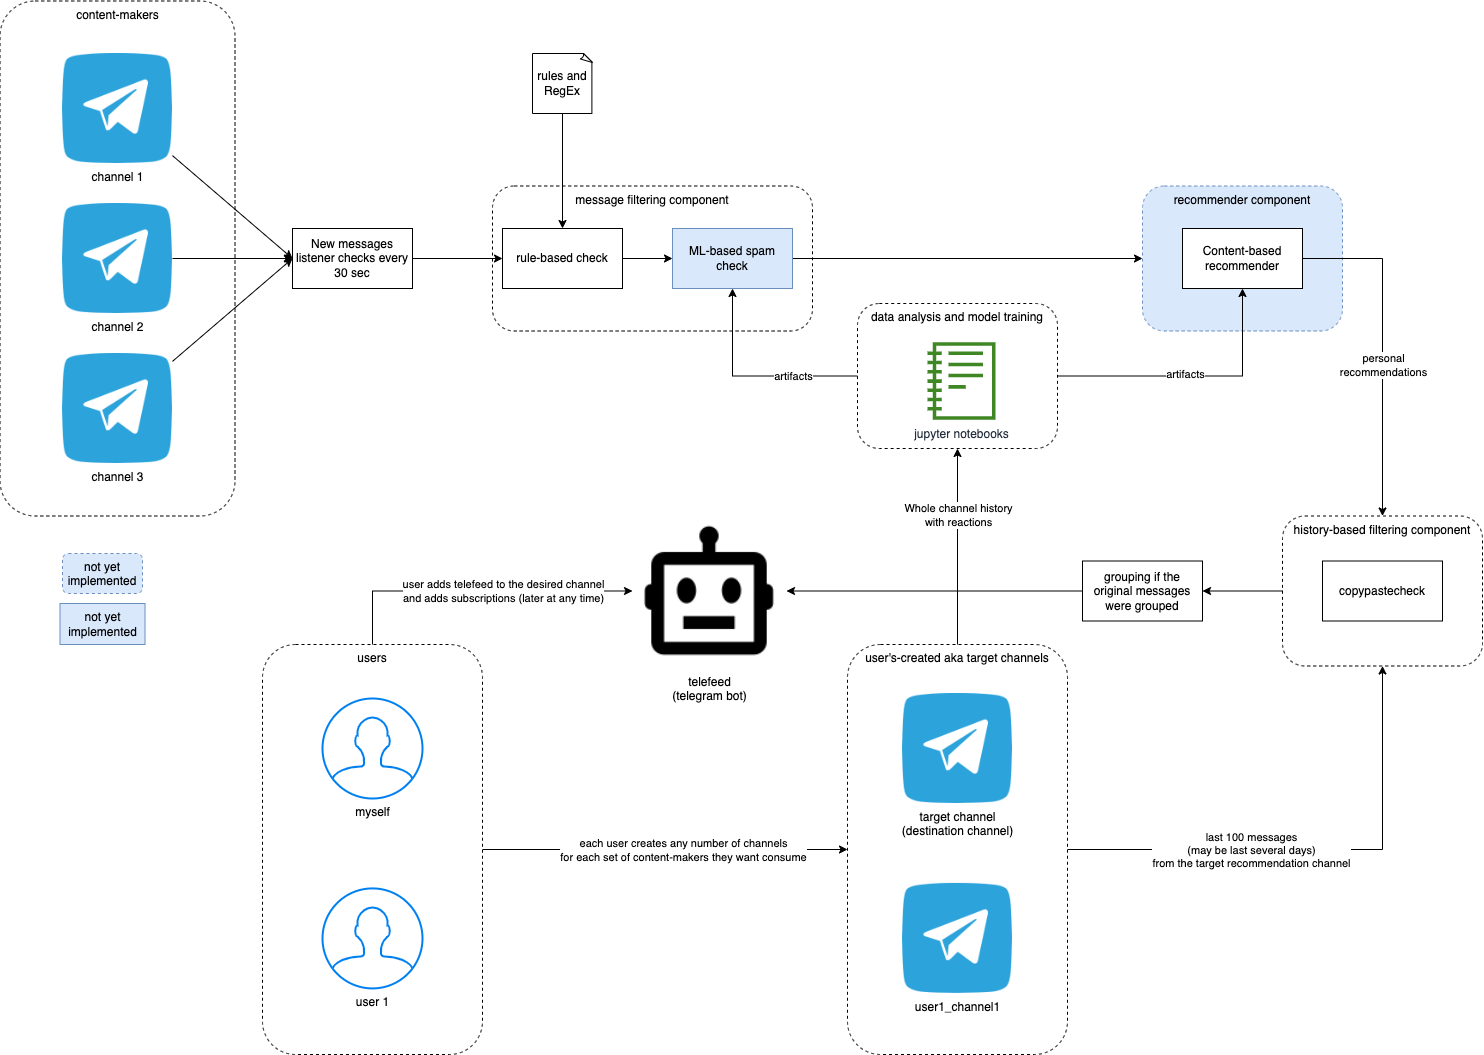 content-makers
channel 1
channel 2
channel 3
rules and
RegEx
New messages
listener checks every
30 sec
message filtering component
rule-based check
ML-based spam
check
recommender component
Content-based
recommender
data analysis and model training
jupyter notebooks
artifacts
artifacts
personal
recommendations
Whole channel history
with reactions
history-based filtering component
copypastecheck
grouping if the
original messages
were grouped
not yet
implemented
not yet
implemented
user adds telefeed to the desired channel
and adds subscriptions (later at any time)
telefeed
(telegram bot)
users
myself
user 1
each user creates any number of channels
for each set of content-makers they want consume
user's-created aka target channels
target channel
(destination channel)
user1_channel1
last 100 messages
(may be last several days)
from the target recommendation channel